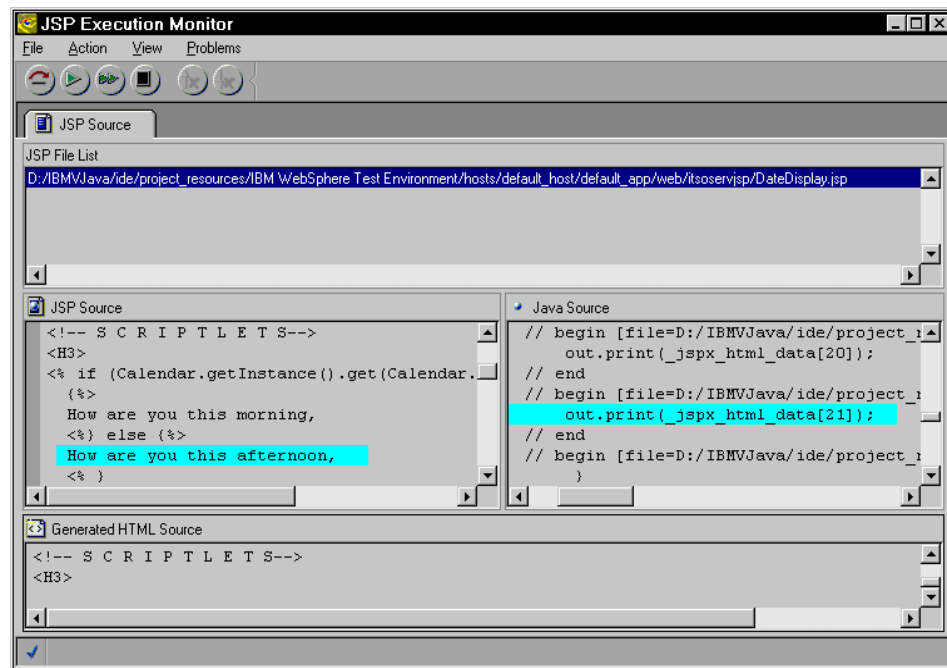 JSP Execution Monitor
File Action View Problems
JSP Source
JSP File List
D:/IBMVJava/ide/project_resources/IBM WebSphere Test Environment/hosts/default_host/default_app/web/itsoservjsp/DateDisplay.jsp
JSP Source
<!-- S C R I P T L E T S-->
<H3>
<% if (Calendar.getInstance().get(Calendar.
{%>
How are you this morning,
<%} else {%>
How are you this afternoon,
<% }
Java Source
// begin [file=D:/IBMVJava/ide/project_r
out.print(_jspx_html_data[20]);
// end
// begin [file=D:/IBMVJava/ide/project_r
out.print(_jspx_html_data[21]);
// end
// begin [file=D:/IBMVJava/ide/project_r
}
Generated HTML Source
<!-- S C R I P T L E T S-->
<H3>